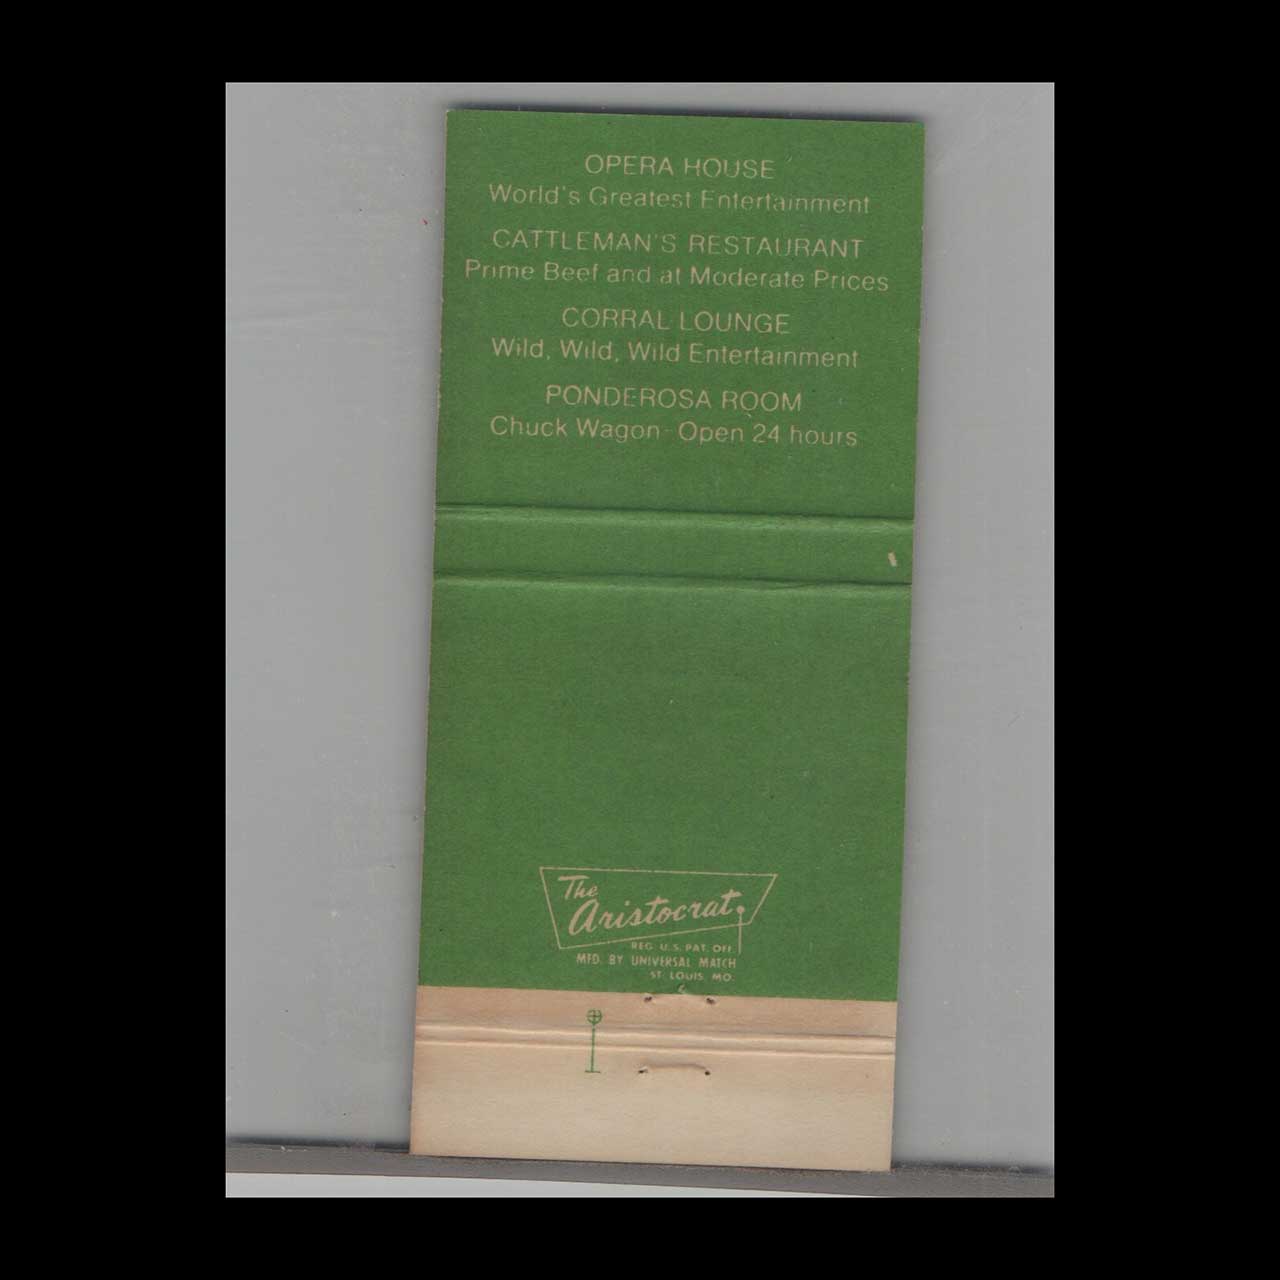 OPERA HOUSE
World's Greatest Entertainment
CATTLEMAN'S RESTAURANT
Prime Beef and at Moderate Prices
CORRAL LOUNGE
Wild, Wild, Wild Entertainment
PONDEROSA ROOM
Chuck Wagon - Open 24 hours
The
Aristocrat
REG. U.S. PAT. OFF.
MFD. BY UNIVERSAL MATCH
ST. LOUIS, MO.